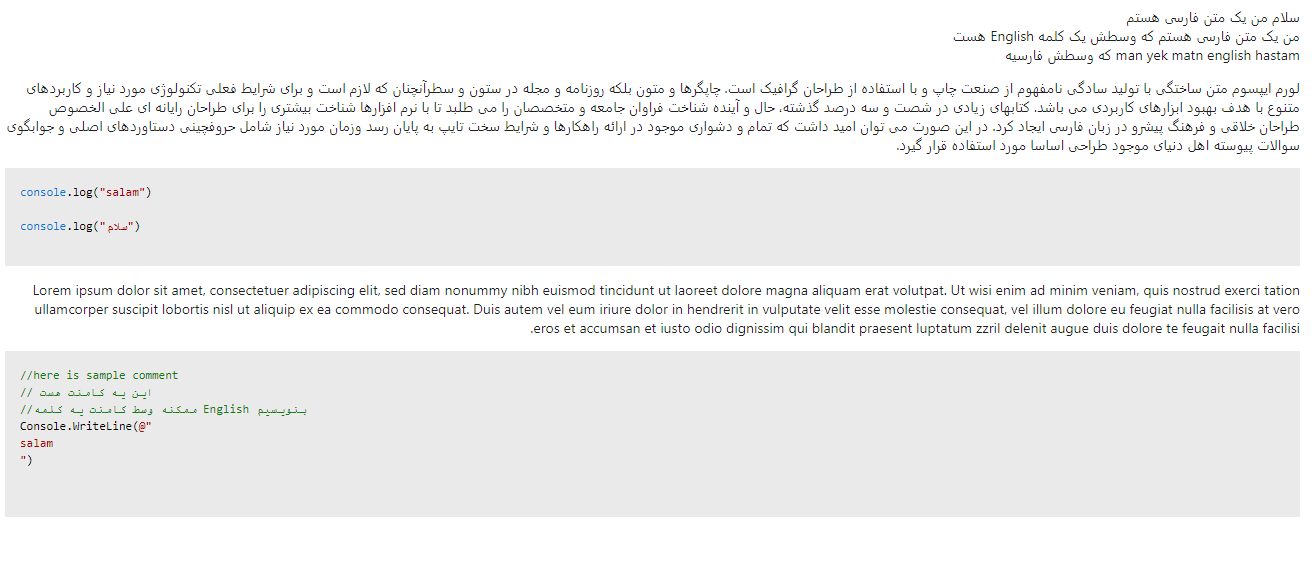 سلام من یک متن فارسی هستم
من یک متن فارسی هستم که وسطش یک کلمه English هست
man yek matn english hastam که وسطش فارسیه
لورم ایپسوم متن ساختگی با تولید سادگی نامفهوم از صنعت چاپ و با استفاده از طراحان گرافیک است. چاپگرها و متون بلکه روزنامه و مجله در ستون و سطرآنچنان که لازم است و برای شرایط فعلی تکنولوژی مورد نیاز و کاربردهای
متنوع با هدف بهبود ابزارهای کاربردی می باشد. کتابهای زیادی در شصت و سه درصد گذشته، حال و آینده شناخت فراوان جامعه و متخصصان را می طلبد تا با نرم افزارها شناخت بیشتری را برای طراحان رایانه ای علی الخصوص
طراحان خلاقی و فرهنگ پیشرو در زبان فارسی ایجاد کرد. در این صورت می توان امید داشت که تمام و دشواری موجود در ارائه راهکارها و شرایط سخت تایپ به پایان رسد وزمان مورد نیاز شامل حروفچینی دستاوردهای اصلی و جوابگوی
سوالات پیوسته اهل دنیای موجود طراحی اساسا مورد استفاده قرار گیرد.
console.log("salam")
console.log("سلام")
Lorem ipsum dolor sit amet, consectetuer adipiscing elit, sed diam nonummy nibh euismod tincidunt ut laoreet dolore magna aliquam erat volutpat. Ut wisi enim ad minim veniam, quis nostrud exerci tation
ullamcorper suscipit lobortis nisl ut aliquip ex ea commodo consequat. Duis autem vel eum iriure dolor in hendrerit in vulputate velit esse molestie consequat, vel illum dolore eu feugiat nulla facilisis at vero
.eros et accumsan et iusto odio dignissim qui blandit praesent luptatum zzril delenit augue duis dolore te feugait nulla facilisi
//here is sample comment
// این یه کامنت هست
//ممکنه وسط کامنت یه کلمه English بنویسیم
Console.WriteLine(@"
salam
")